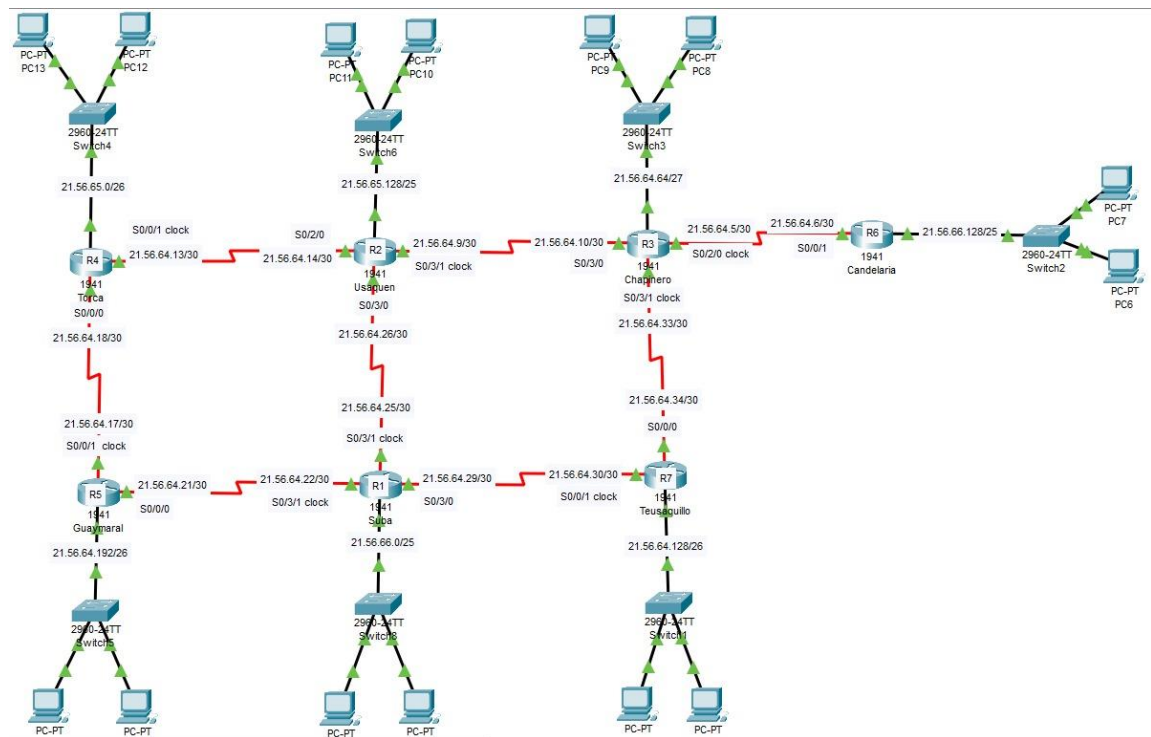 PC-PT
PC13
PC-PT
PC12
PC-PT
PC11
PC-PT
PC10
PC-PT
PC9
PC-PT
PC8
2960-24TT
Switch4
2960-24TT
Switch6
2960-24TT
Switch3
21.56.65.0/26
21.56.65.128/25
21.56.64.64/27
PC-PT
PC7
S0/0/1 clock
21.56.64.13/30
R4
1941
Torca
S0/0/0
21.56.64.18/30
S0/2/0
21.56.64.14/30
R2
1941
Usaquen
21.56.64.9/30
S0/3/1 clock
S0/3/0
21.56.64.26/30
21.56.64.10/30
S0/3/0
R3
1941
Chapinero
21.56.64.5/30
S0/2/0 clock
S0/3/1 clock
21.56.64.33/30
21.56.64.6/30
S0/0/1
R6
1941
Candelaria
21.56.66.128/25
2960-24TT
Switch2
PC-PT
PC6
21.56.64.17/30
S0/0/1 clock
R5
1941
Guaymaral
21.56.64.21/30
S0/0/0
21.56.64.25/30
S0/3/1 clock
21.56.64.22/30
S0/3/1 clock
R1
1941
Suba
21.56.64.29/30
S0/3/0
21.56.64.34/30
S0/0/0
21.56.64.30/30
S0/0/1 clock
R7
1941
Teusaquillo
21.56.64.192/26
21.56.66.0/25
21.56.64.128/26
2960-24TT
Switch5
2960-24TT
Switch8
2960-24TT
Switch1
PC-PT
PC-PT
PC-PT
PC-PT
PC-PT
PC-PT